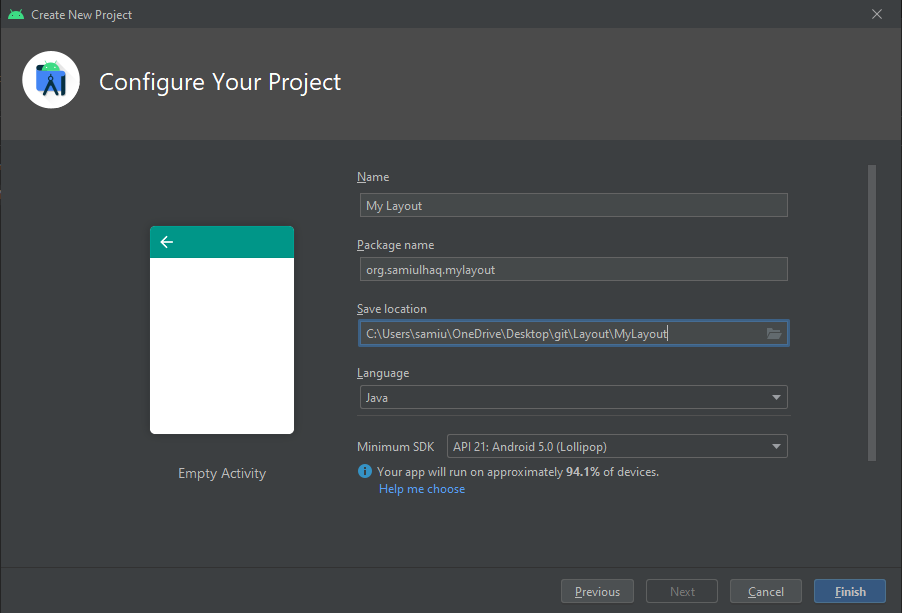 Create New Project
Configure Your Project
Name
My Layout
Package name
org.samiulhaq.mylayout
Save location
C:\Users\samiu\OneDrive\Desktop\git\Layout\MyLayout
Language
Java
Minimum SDK API 21: Android 5.0 (Lollipop)
Your app will run on approximately 94.1% of devices.
Help me choose
Empty Activity
Previous Next Cancel Finish